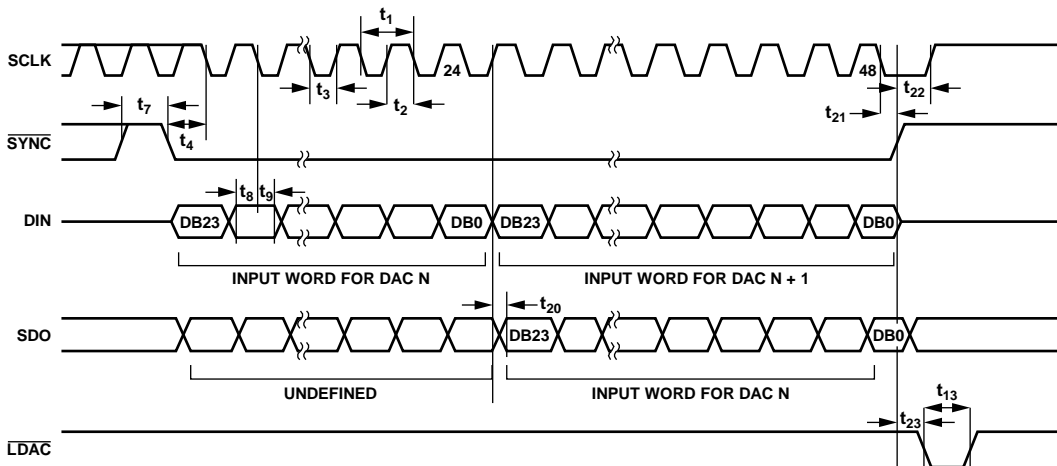 t1
SCLK
24
48
t3
t2
t22
t7
t21
t4
SYNC
t8 t9
DIN
DB23 DB0 DB23 DB0
INPUT WORD FOR DAC N INPUT WORD FOR DAC N + 1
t20
SDO
DB23 DB0
UNDEFINED INPUT WORD FOR DAC N
t13
t23
LDAC